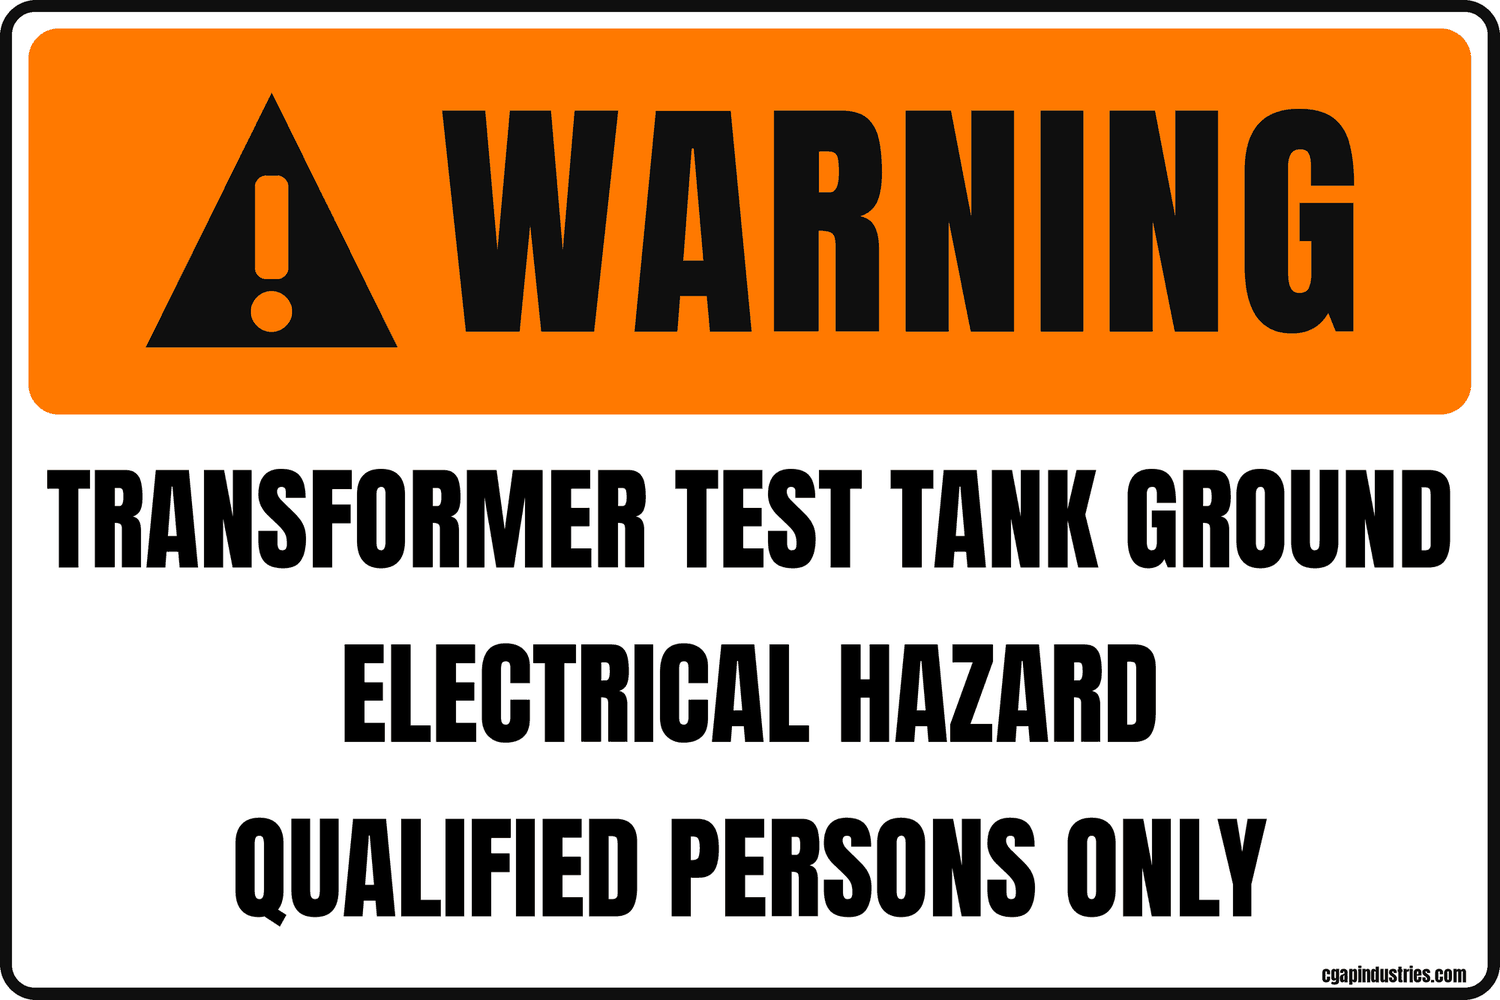 WARNING
TRANSFORMER TEST TANK GROUND
ELECTRICAL HAZARD
QUALIFIED PERSONS ONLY
cgapindustries.com